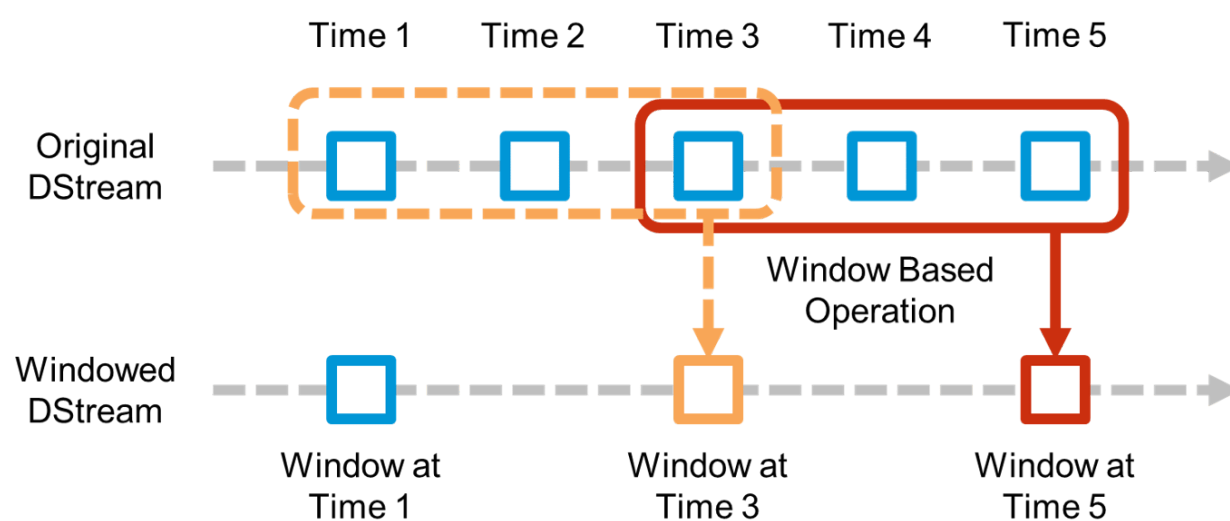 Time 1 Time 2 Time 3 Time 4 Time 5
Original
DStream
Window Based
Operation
Windowed
DStream
Window at
Time 1
Window at
Time 3
Window at
Time 5